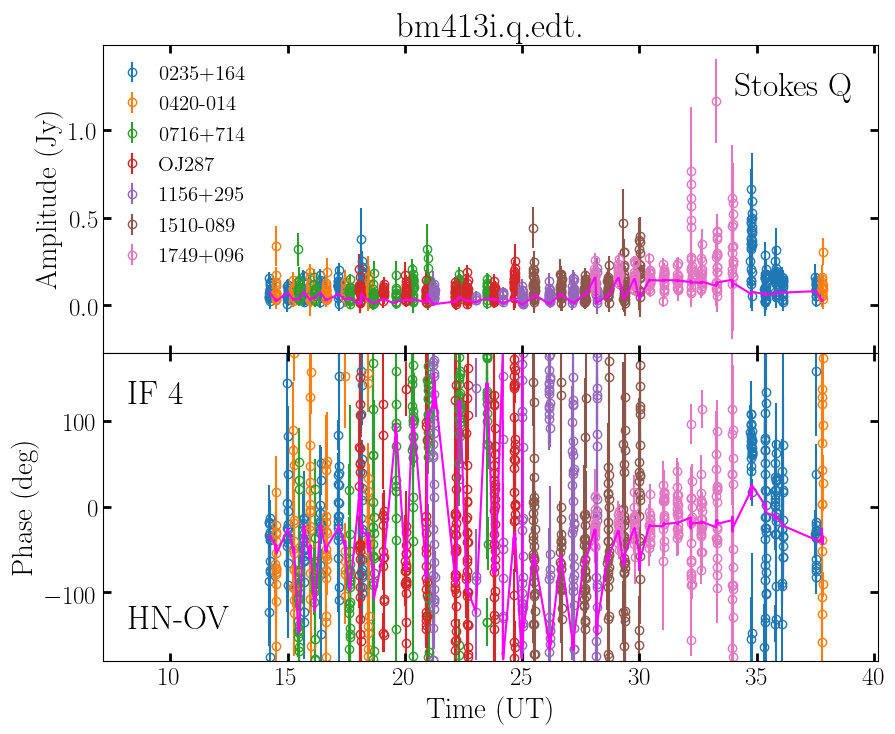 bm413i.q.edt.
Stokes Q
0235+164
0420-014
0716+714
OJ287
1156+295
1510-089
1749+096
Amplitude (Jy)
1.0
0.5
0.0
IF 4
HN-OV
Phase (deg)
100
0
−100
10 15 20 25 30 35 40
Time (UT)